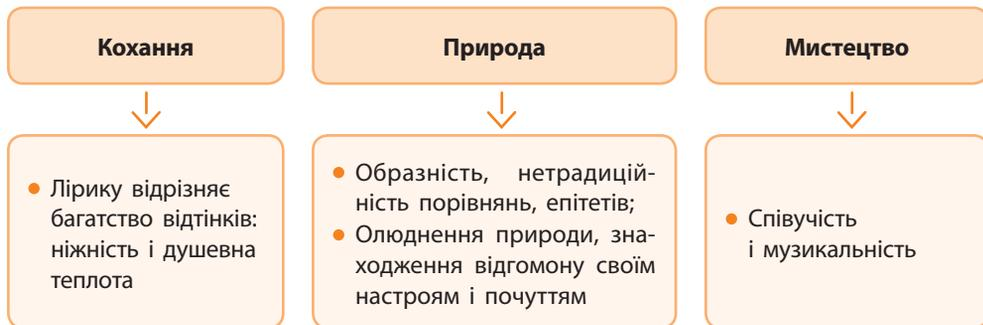 Кохання
Лірику відрізняє
багатство відтінків:
ніжність і душевна
теплота
Природа
Образність, нетрадицій-
ність порівнянь, епітетів;
Олюднення природи, зна-
ходження відгомону своїм
настроям і почуттям
Мистецтво
Співучість
і музикальність